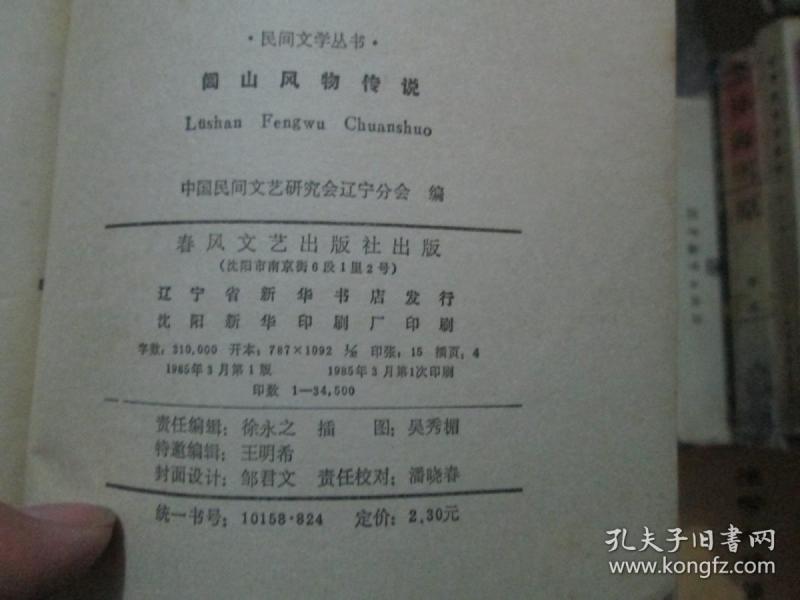 ·民间文学丛书·
闾山风物传说
Lüshan Fengwu Chuanshuo
中国民间文艺研究会辽宁分会 编
春风文艺出版社出版
(沈阳市南京街6段1里2号)
辽宁省新华书店发行
沈阳新华印刷厂印刷
字数:310,000 开本:787×1092 1/32 印张:15 插页:4
1985年3月第1版 1985年3月第1次印刷
印数 1—34,500
责任编辑:徐永之 插 图:吴秀楣
特邀编辑:王明希
封面设计:邹君文 责任校对:潘晓春
统一书号:10158·824 定价:2.30元
孔夫子旧书网
www.kongfz.com